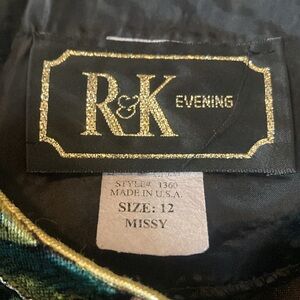 R&K EVENING
STYLE# 1360
MADE IN U.S.A.
SIZE: 12
MISSY